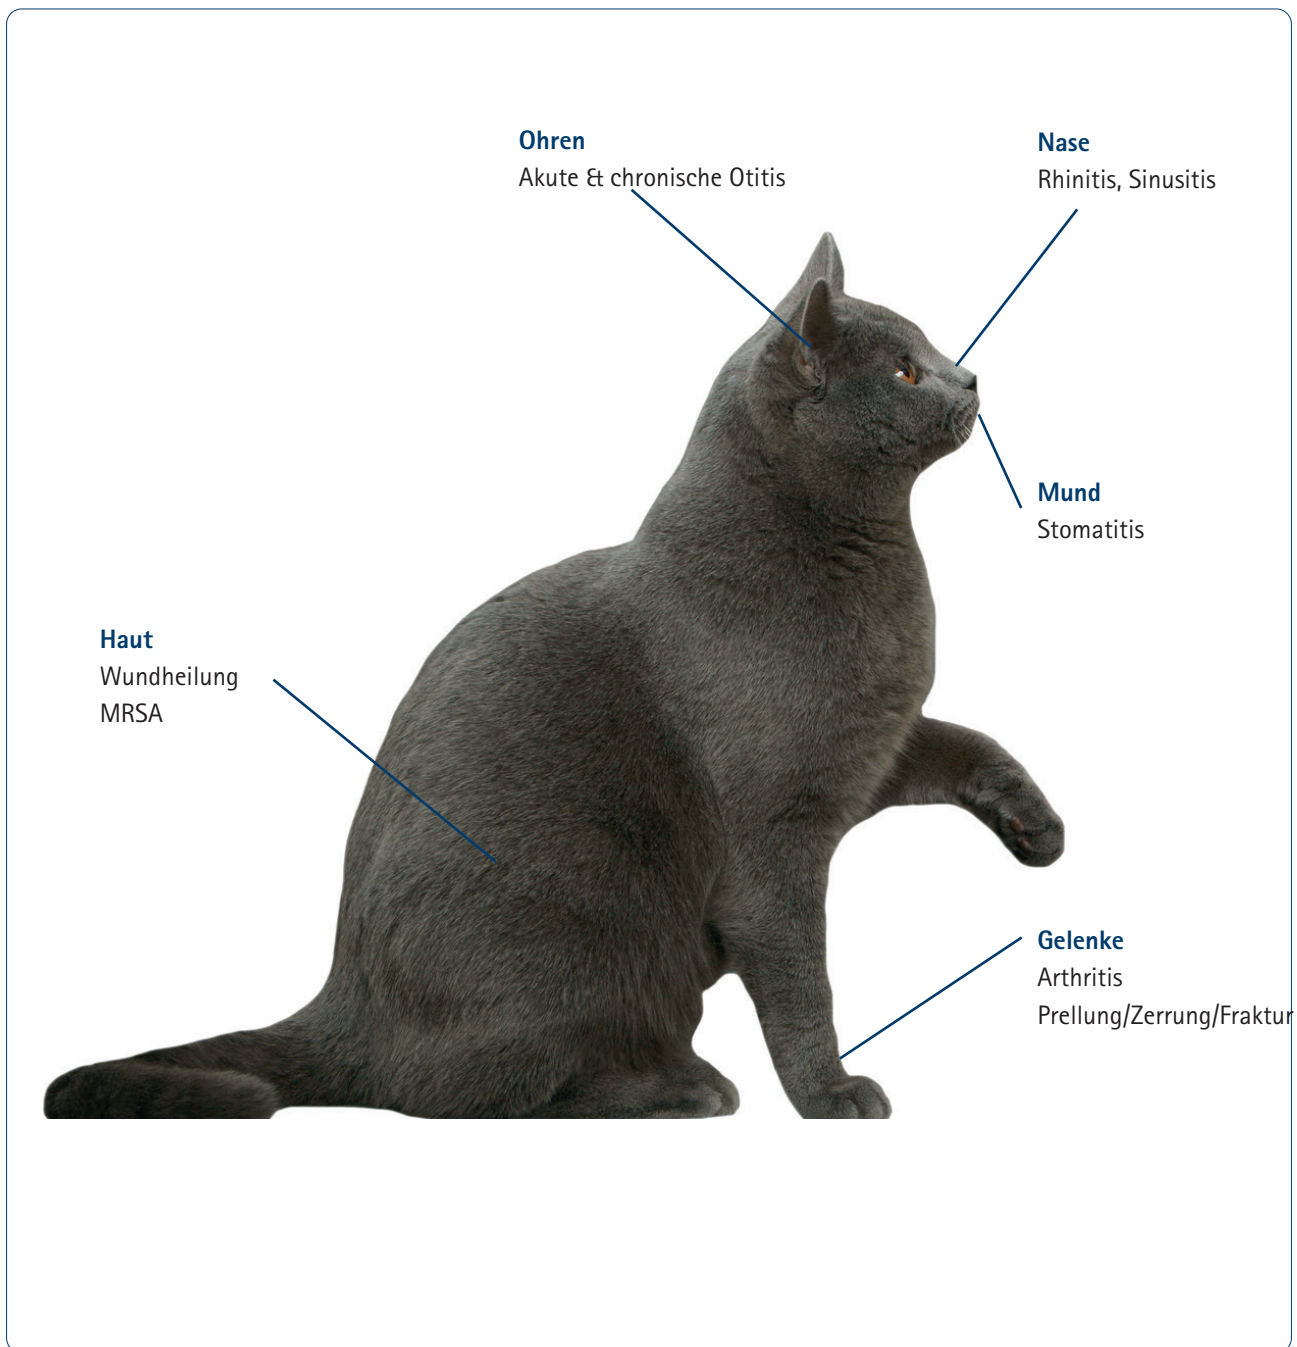 Ohren
Akute & chronische Otitis
Nase
Rhinitis, Sinusitis
Mund
Stomatitis
Haut
Wundheilung
MRSA
Gelenke
Arthritis
Prellung/Zerrung/Fraktur